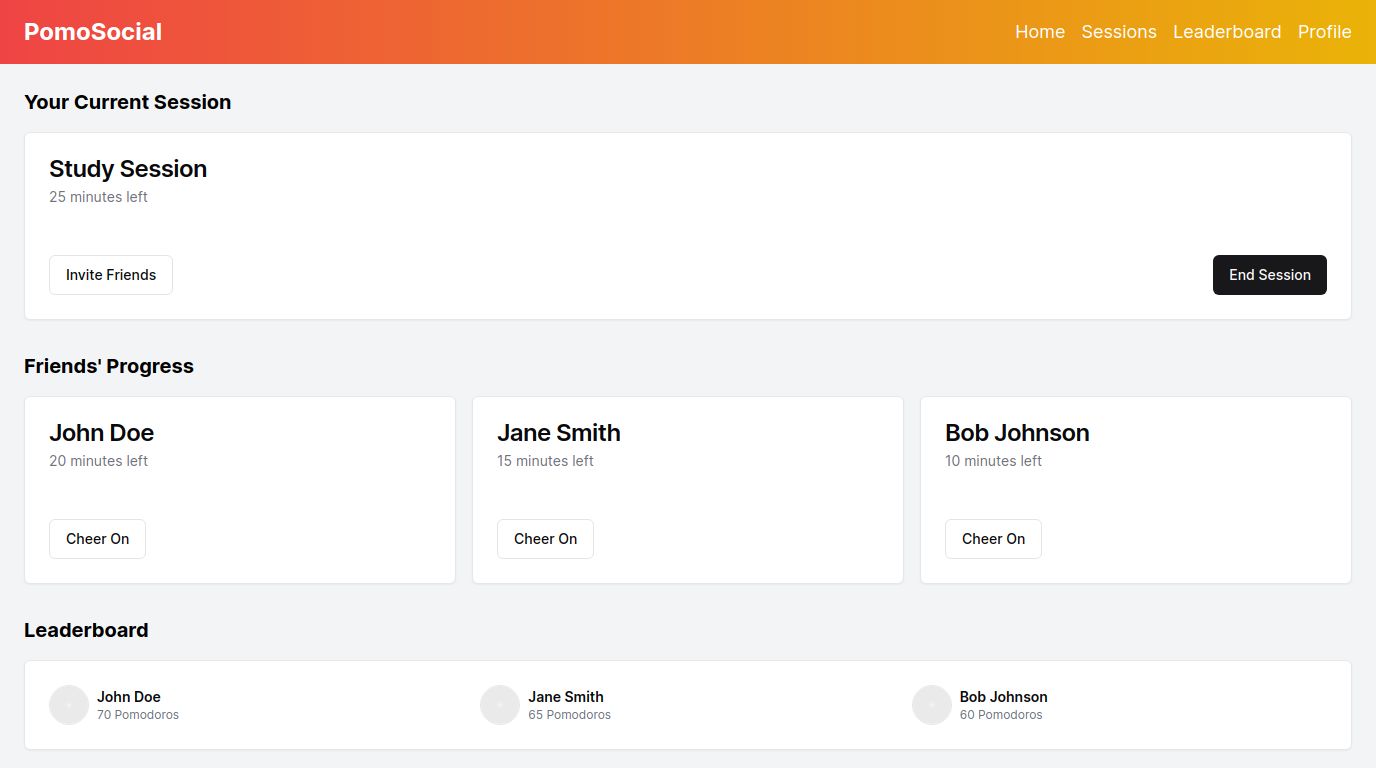 PomoSocial
Home Sessions Leaderboard Profile
Your Current Session
Study Session
25 minutes left
Invite Friends
End Session
Friends' Progress
John Doe
20 minutes left
Cheer On
Jane Smith
15 minutes left
Cheer On
Bob Johnson
10 minutes left
Cheer On
Leaderboard
John Doe
70 Pomodoros
Jane Smith
65 Pomodoros
Bob Johnson
60 Pomodoros